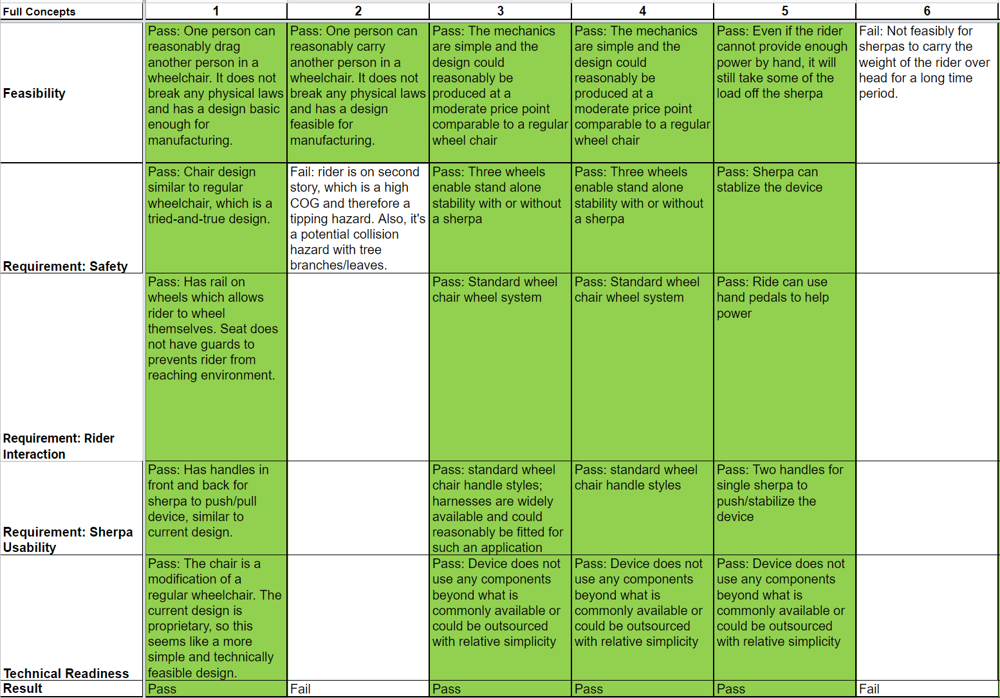 Full Concepts
1
2
3
4
5
6
Feasibility
Pass: One person can
reasonably drag
another person in a
wheelchair. It does not
break any physical laws
and has a design basic
enough for
manufacturing.
Pass: One person can
reasonably carry
another person in a
wheelchair. It does not
break any physical laws
and has a design
feasible for
manufacturing.
Pass: The mechanics
are simple and the
design could
reasonably be
produced at a
moderate price point
comparable to a regular
wheel chair
Pass: The mechanics
are simple and the
design could
reasonably be
produced at a
moderate price point
comparable to a regular
wheel chair
Pass: Even if the rider
cannot provide enough
power by hand, it will
still take some of the
load off the sherpa
Fail: Not feasibly for
sherpas to carry the
weight of the rider over
head for a long time
period.
Requirement: Safety
Pass: Chair design
similar to regular
wheelchair, which is a
tried-and-true design.
Fail: rider is on second
story, which is a high
COG and therefore a
tipping hazard. Also, it's
a potential collision
hazard with tree
branches/leaves.
Pass: Three wheels
enable stand alone
stability with or without
a sherpa
Pass: Three wheels
enable stand alone
stability with or without
a sherpa
Pass: Sherpa can
stablize the device
Requirement: Rider
Interaction
Pass: Has rail on
wheels which allows
rider to wheel
themselves. Seat does
not have guards to
prevents rider from
reaching environment.
Pass: Standard wheel
chair wheel system
Pass: Standard wheel
chair wheel system
Pass: Ride can use
hand pedals to help
power
Requirement: Sherpa
Usability
Pass: Has handles in
front and back for
sherpa to push/pull
device, similar to
current design.
Pass: standard wheel
chair handle styles;
harnesses are widely
available and could
reasonably be fitted for
such an application
Pass: standard wheel
chair handle styles
Pass: Two handles for
single sherpa to
push/stabilize the
device
Technical Readiness
Pass: The chair is a
modification of a
regular wheelchair. The
current design is
proprietary, so this
seems like a more
simple and technically
feasible design.
Pass: Device does not
use any components
beyond what is
commonly available or
could be outsourced
with relative simplicity
Pass: Device does not
use any components
beyond what is
commonly available or
could be outsourced
with relative simplicity
Pass: Device does not
use any components
beyond what is
commonly available or
could be outsourced
with relative simplicity
Result
Pass
Fail
Pass
Pass
Pass
Fail